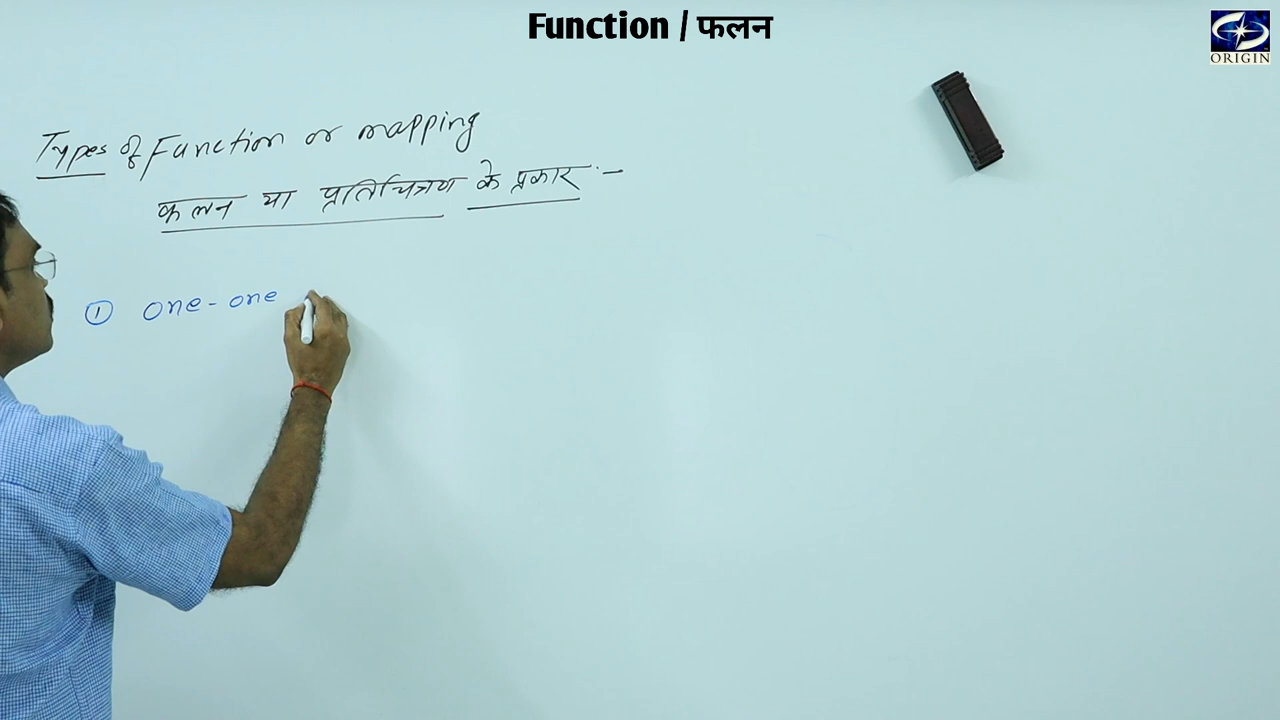 Function / फलन
ORIGIN
Types of Function or mapping
फलन या प्रतिचित्रण के प्रकार :-
① one-one